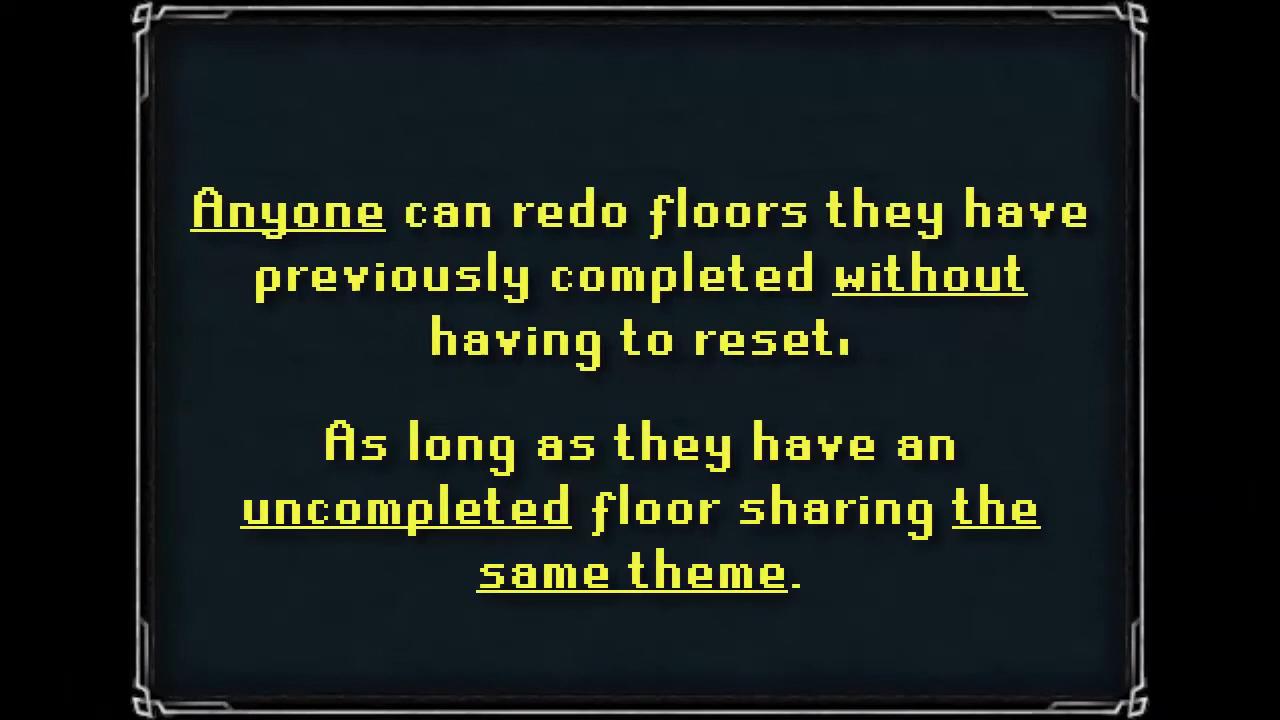 Anyone can redo floors they have
previously completed without
having to reset,
As long as they have an
uncompleted floor sharing the
same theme.